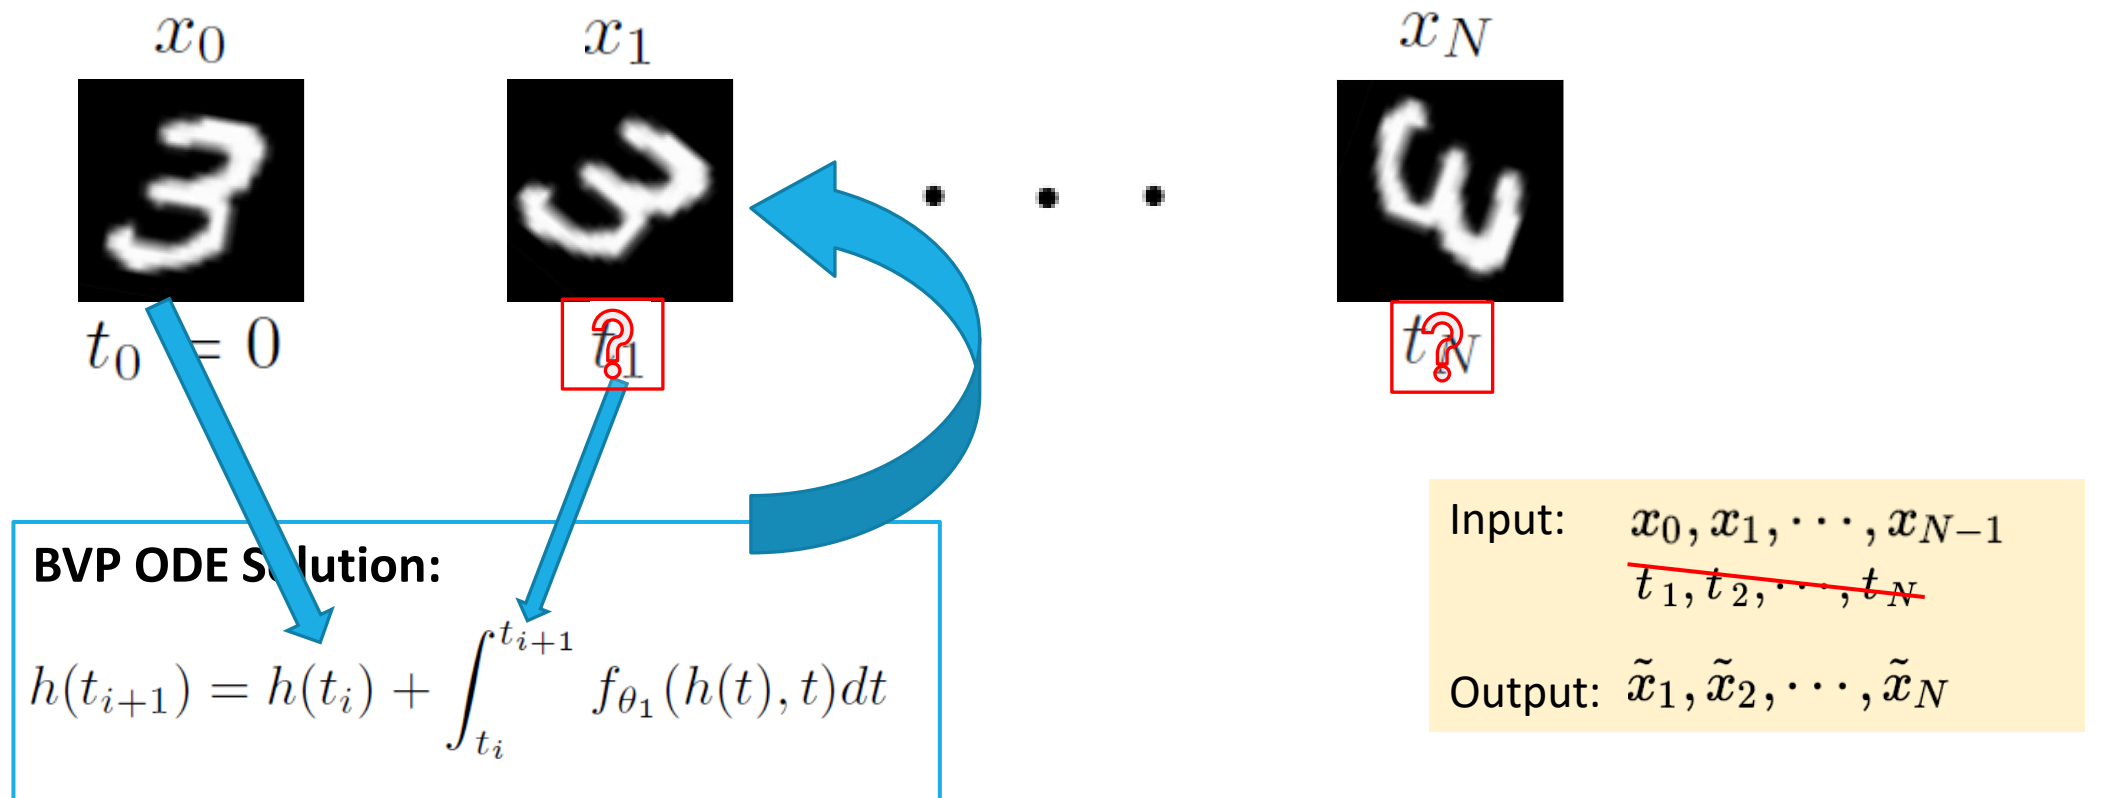 x_0 x_1 x_N
t_0 = 0 t_1 ? t_N ?
BVP ODE Solution:
h(t_{i+1}) = h(t_i) + ∫_{t_i}^{t_{i+1}} f_{θ_1}(h(t), t)dt
Input: x_0, x_1, ⋯, x_{N−1}
t_1, t_2, ⋯, t_N
Output: x̃_1, x̃_2, ⋯, x̃_N